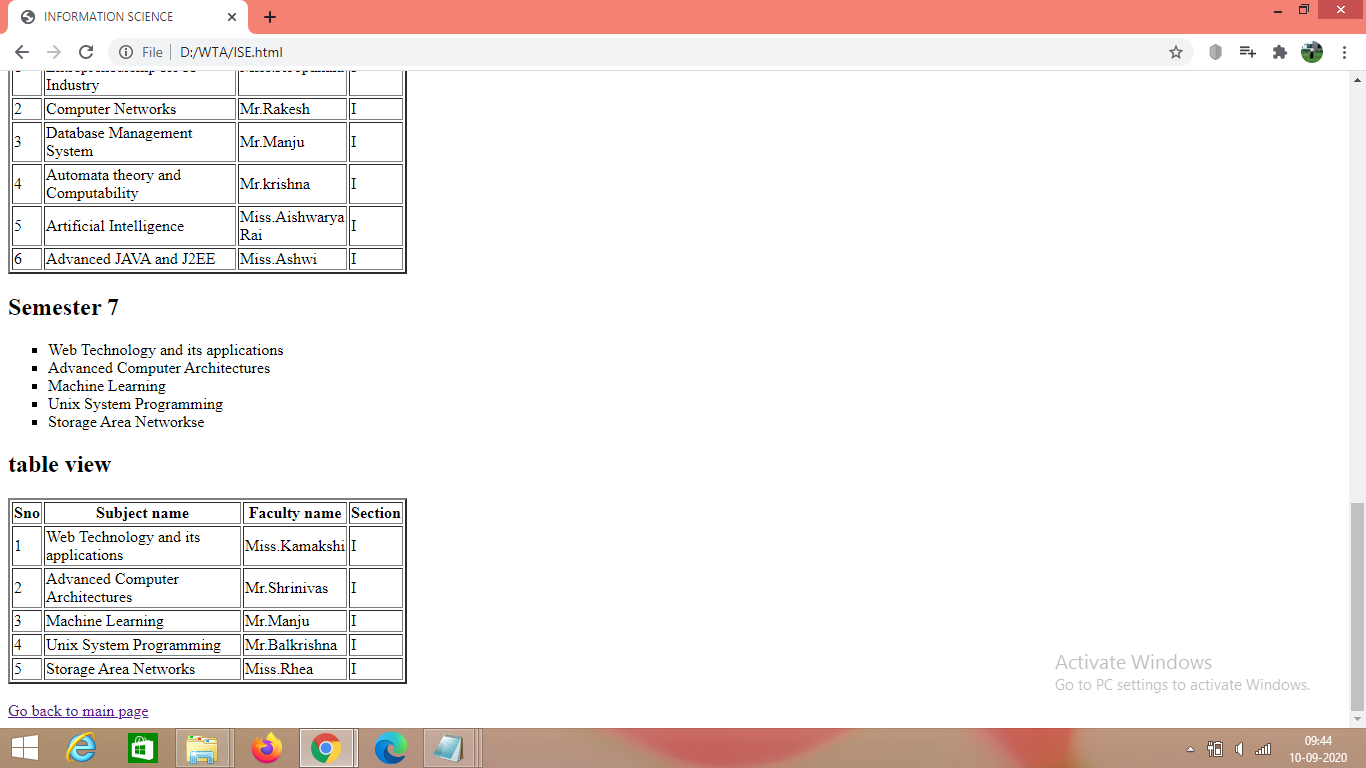 INFORMATION SCIENCE
File D:/WTA/ISE.html
Industry
2 Computer Networks Mr.Rakesh I
3 Database Management System Mr.Manju I
4 Automata theory and Computability Mr.krishna I
5 Artificial Intelligence Miss.Aishwarya Rai I
6 Advanced JAVA and J2EE Miss.Ashwi I
Semester 7
Web Technology and its applications
Advanced Computer Architectures
Machine Learning
Unix System Programming
Storage Area Networkse
table view
Sno Subject name Faculty name Section
1 Web Technology and its applications Miss.Kamakshi I
2 Advanced Computer Architectures Mr.Shrinivas I
3 Machine Learning Mr.Manju I
4 Unix System Programming Mr.Balkrishna I
5 Storage Area Networks Miss.Rhea I
Go back to main page
Activate Windows
Go to PC settings to activate Windows.
09:44
10-09-2020